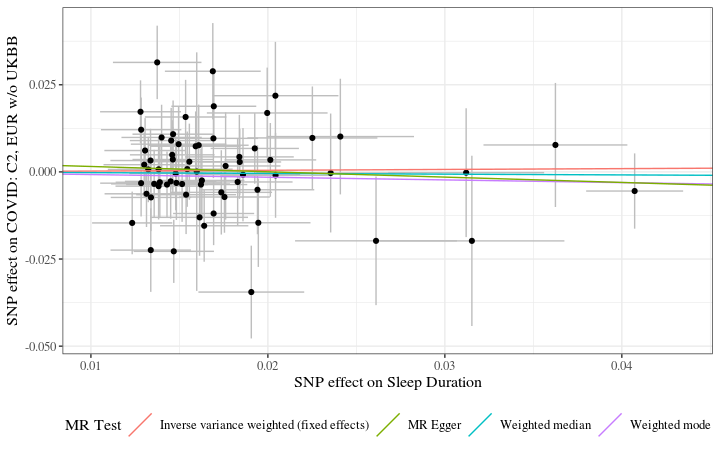 SNP effect on COVID: C2, EUR w/o UKBB
0.025
0.000
-0.025
-0.050
0.01 0.02 0.03 0.04
SNP effect on Sleep Duration
MR Test Inverse variance weighted (fixed effects) MR Egger Weighted median Weighted mode